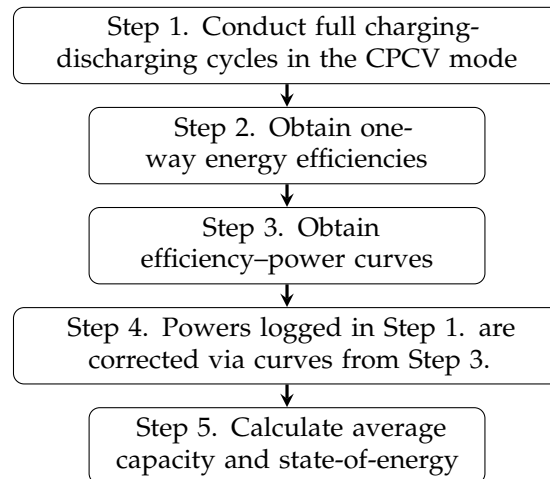 Step 1. Conduct full charging-
discharging cycles in the CPCV mode
Step 2. Obtain one-
way energy efficiencies
Step 3. Obtain
efficiency–power curves
Step 4. Powers logged in Step 1. are
corrected via curves from Step 3.
Step 5. Calculate average
capacity and state-of-energy